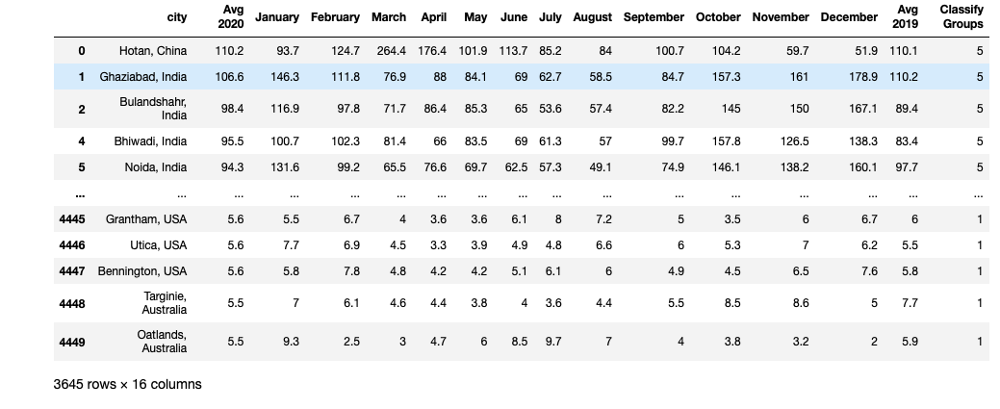 city Avg 2020 January February March April May June July August September October November December Avg 2019 Classify Groups
0 Hotan, China 110.2 93.7 124.7 264.4 176.4 101.9 113.7 85.2 84 100.7 104.2 59.7 51.9 110.1 5
1 Ghaziabad, India 106.6 146.3 111.8 76.9 88 84.1 69 62.7 58.5 84.7 157.3 161 178.9 110.2 5
2 Bulandshahr, India 98.4 116.9 97.8 71.7 86.4 85.3 65 53.6 57.4 82.2 145 150 167.1 89.4 5
4 Bhiwadi, India 95.5 100.7 102.3 81.4 66 83.5 69 61.3 57 99.7 157.8 126.5 138.3 83.4 5
5 Noida, India 94.3 131.6 99.2 65.5 76.6 69.7 62.5 57.3 49.1 74.9 146.1 138.2 160.1 97.7 5
... ... ... ... ... ... ... ... ... ... ... ... ... ... ... ... ...
4445 Grantham, USA 5.6 5.5 6.7 4 3.6 3.6 6.1 8 7.2 5 3.5 6 6.7 6 1
4446 Utica, USA 5.6 7.7 6.9 4.5 3.3 3.9 4.9 4.8 6.6 6 5.3 7 6.2 5.5 1
4447 Bennington, USA 5.6 5.8 7.8 4.8 4.2 4.2 5.1 6.1 6 4.9 4.5 6.5 7.6 5.8 1
4448 Targinie, Australia 5.5 7 6.1 4.6 4.4 3.8 4 3.6 4.4 5.5 8.5 8.6 5 7.7 1
4449 Oatlands, Australia 5.5 9.3 2.5 3 4.7 6 8.5 9.7 7 4 3.8 3.2 2 5.9 1
3645 rows × 16 columns